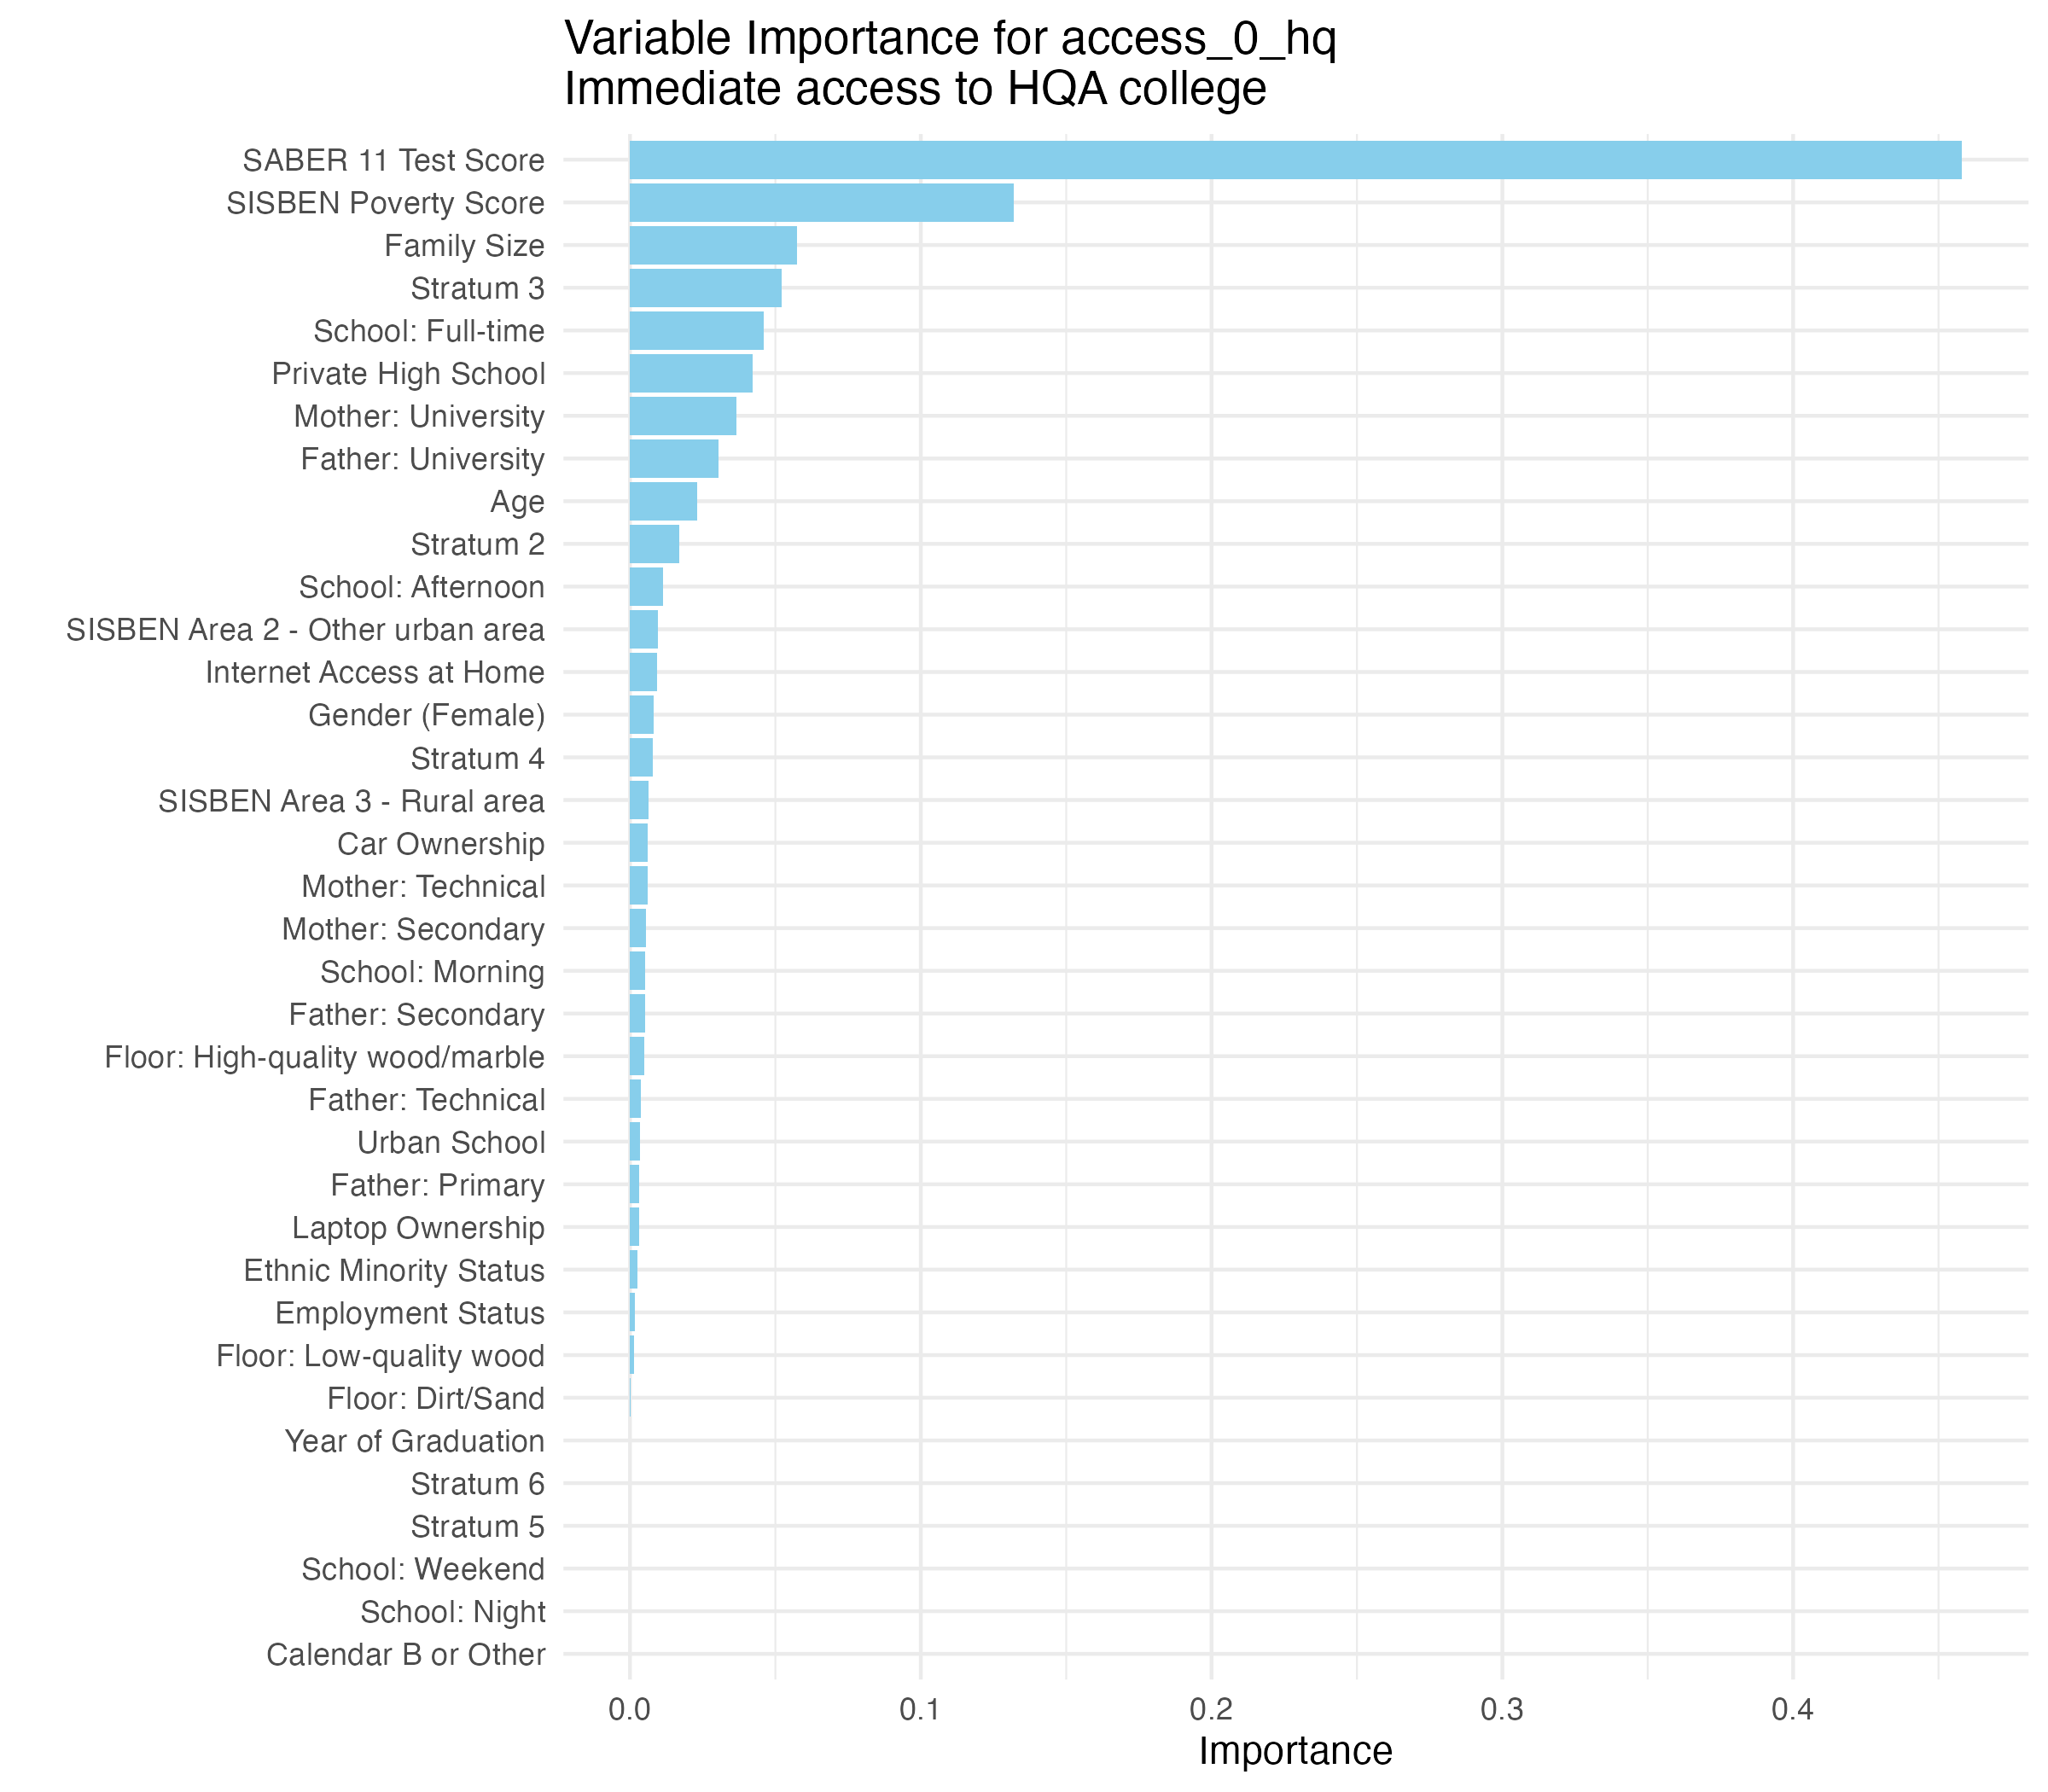 Variable Importance for access_0_hq
Immediate access to HQA college
SABER 11 Test Score
SISBEN Poverty Score
Family Size
Stratum 3
School: Full-time
Private High School
Mother: University
Father: University
Age
Stratum 2
School: Afternoon
SISBEN Area 2 - Other urban area
Internet Access at Home
Gender (Female)
Stratum 4
SISBEN Area 3 - Rural area
Car Ownership
Mother: Technical
Mother: Secondary
School: Morning
Father: Secondary
Floor: High-quality wood/marble
Father: Technical
Urban School
Father: Primary
Laptop Ownership
Ethnic Minority Status
Employment Status
Floor: Low-quality wood
Floor: Dirt/Sand
Year of Graduation
Stratum 6
Stratum 5
School: Weekend
School: Night
Calendar B or Other
0.0 0.1 0.2 0.3 0.4
Importance